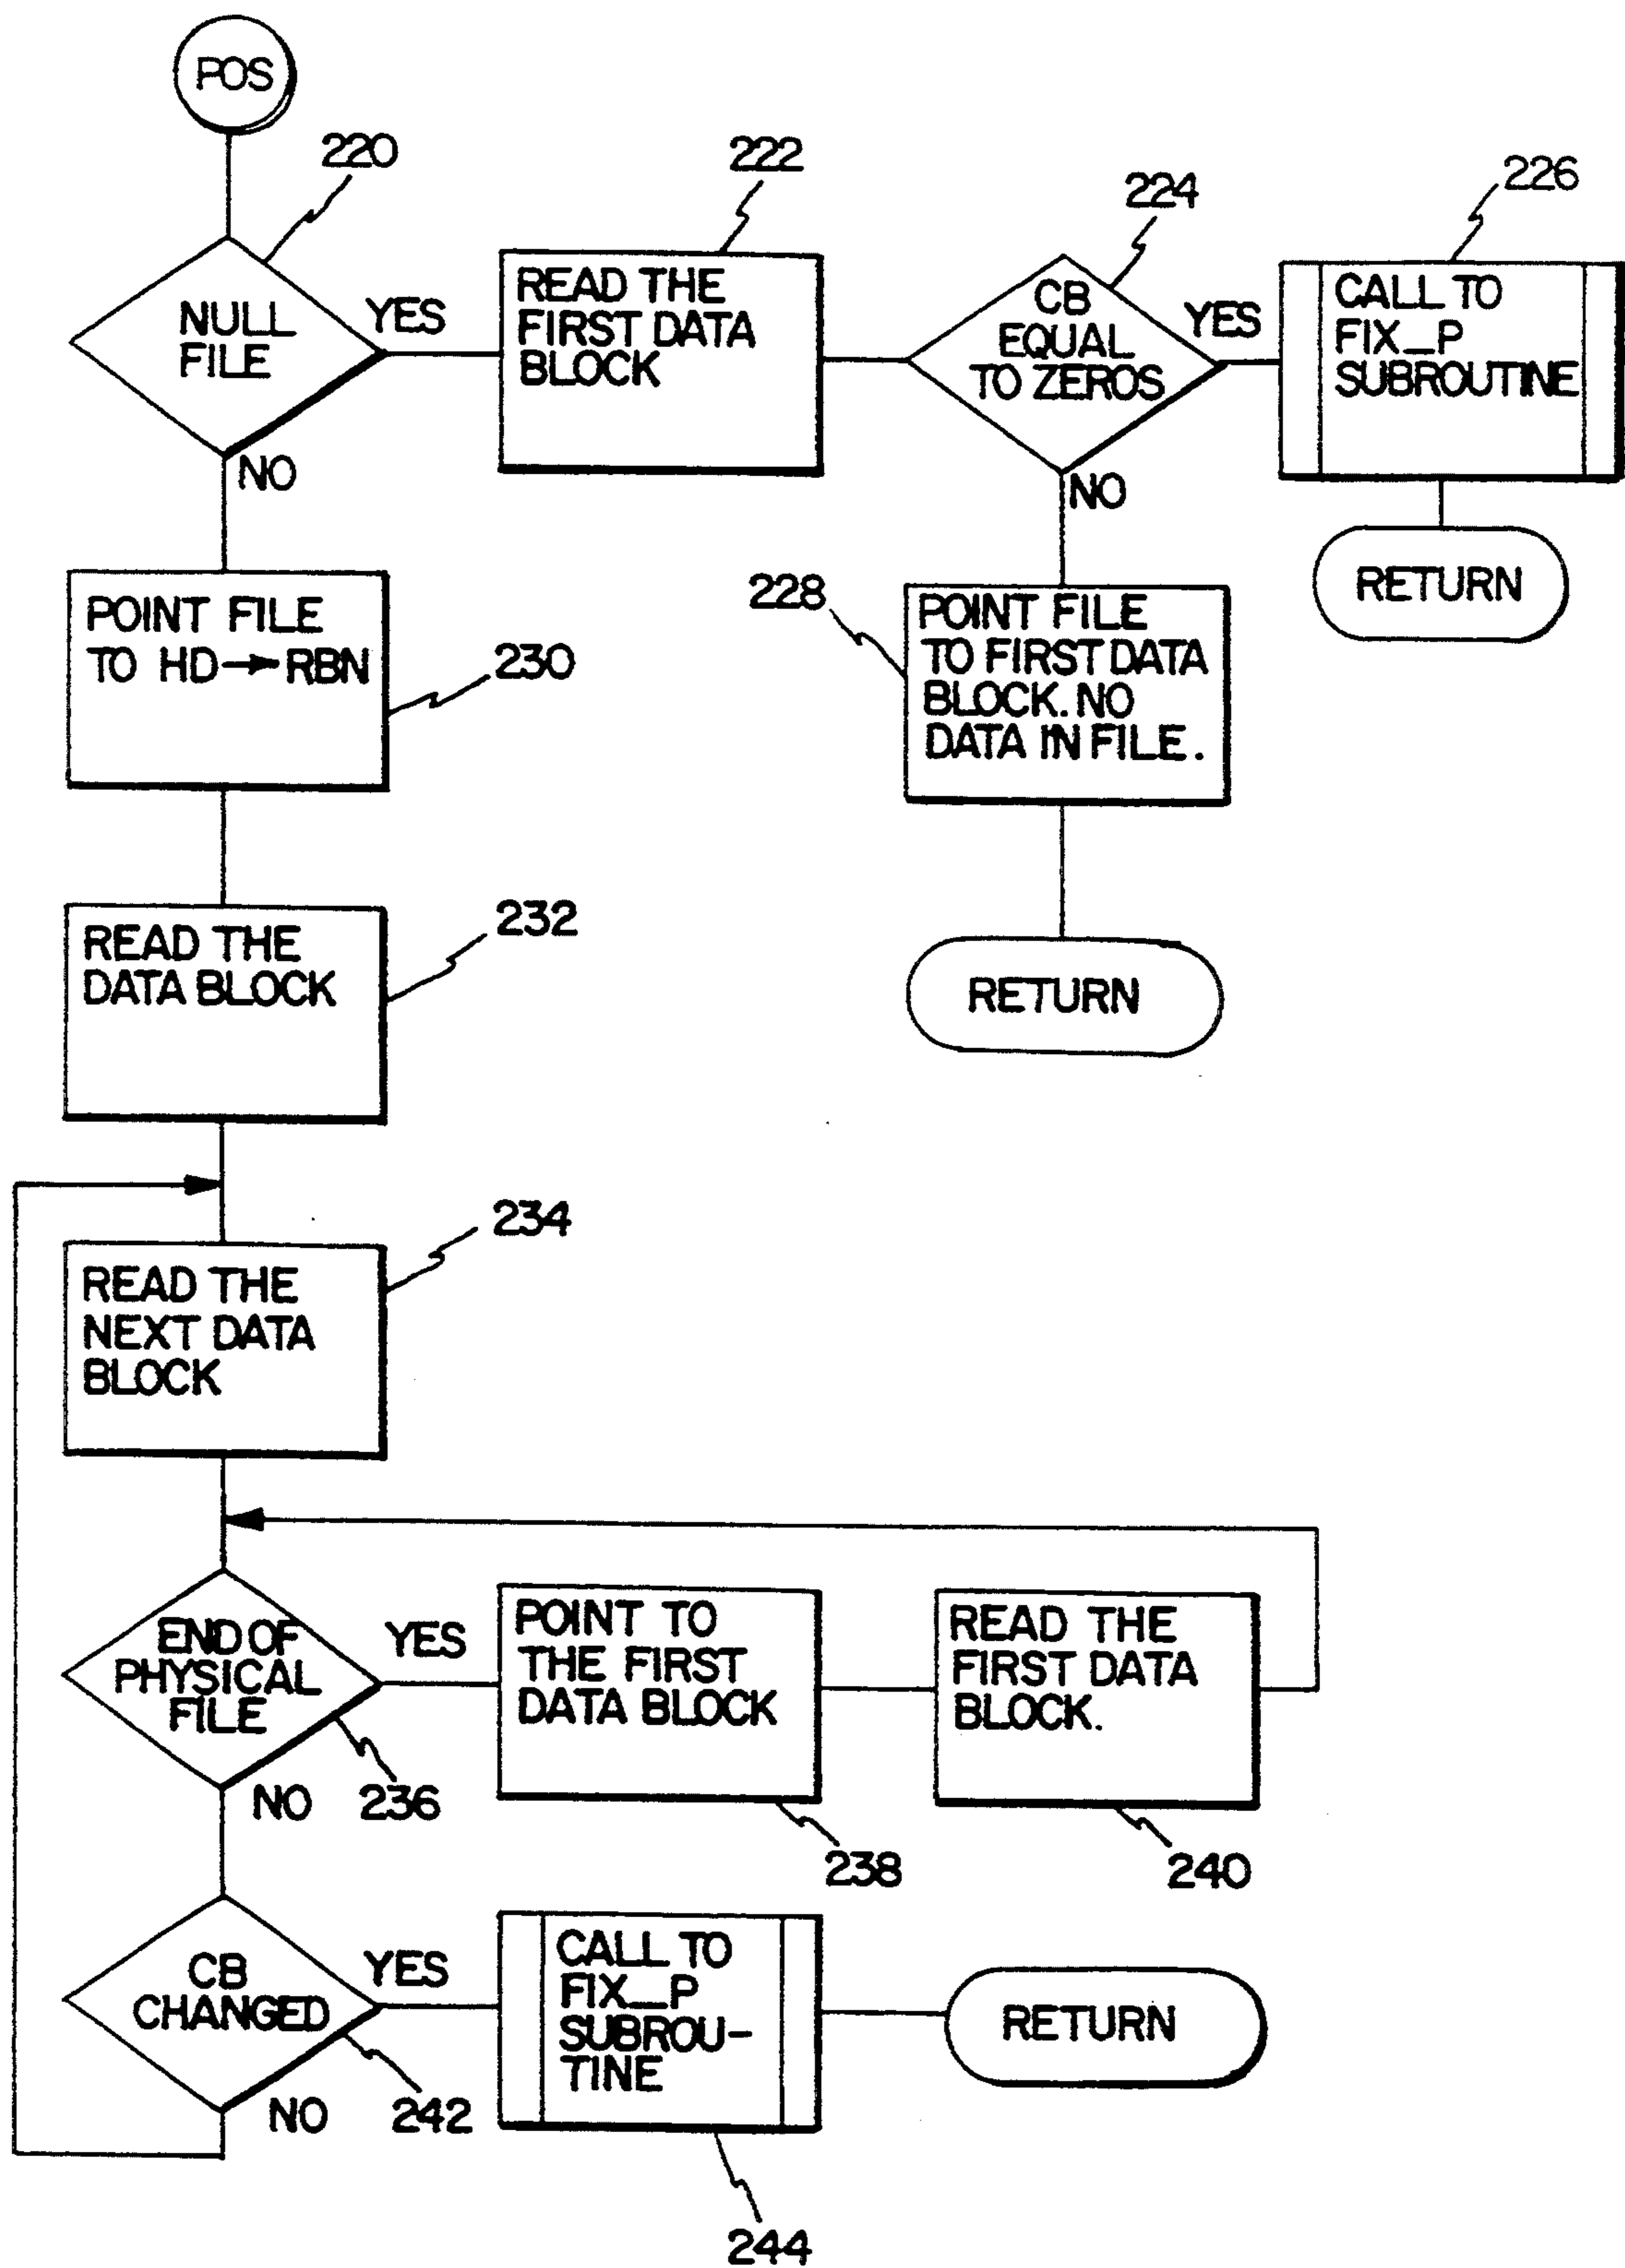 POS
220
NULL
FILE
YES
NO
222
READ THE
FIRST DATA
BLOCK
224
CB
EQUAL
TO ZEROS
YES
NO
226
CALL TO
FIX_P
SUBROUTINE
RETURN
228
POINT FILE
TO FIRST DATA
BLOCK. NO
DATA IN FILE.
RETURN
POINT FILE
TO HD→RBN
230
READ THE
DATA BLOCK
232
234
READ THE
NEXT DATA
BLOCK
END OF
PHYSICAL
FILE
YES
NO
236
POINT TO
THE FIRST
DATA BLOCK
238
READ THE
FIRST DATA
BLOCK.
240
CB
CHANGED
YES
NO
242
CALL TO
FIX_P
SUBROU-
TINE
244
RETURN